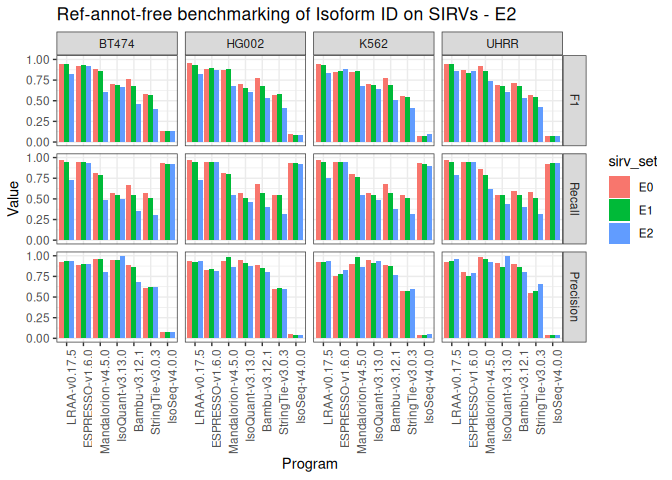 Ref-annot-free benchmarking of Isoform ID on SIRVs - E2
BT474 HG002 K562 UHRR
1.00
0.75
0.50
0.25
0.00
F1
1.00
0.75
0.50
0.25
0.00
Recall
1.00
0.75
0.50
0.25
0.00
Precision
Value
sirv_set
E0
E1
E2
LRAA-v0.17.5
ESPRESSO-v1.6.0
Mandalorion-v4.5.0
IsoQuant-v3.13.0
Bambu-v3.12.1
StringTie-v3.0.3
IsoSeq-v4.0.0
LRAA-v0.17.5
ESPRESSO-v1.6.0
Mandalorion-v4.5.0
IsoQuant-v3.13.0
Bambu-v3.12.1
StringTie-v3.0.3
IsoSeq-v4.0.0
LRAA-v0.17.5
ESPRESSO-v1.6.0
Mandalorion-v4.5.0
IsoQuant-v3.13.0
Bambu-v3.12.1
StringTie-v3.0.3
IsoSeq-v4.0.0
LRAA-v0.17.5
ESPRESSO-v1.6.0
Mandalorion-v4.5.0
IsoQuant-v3.13.0
Bambu-v3.12.1
StringTie-v3.0.3
IsoSeq-v4.0.0
Program